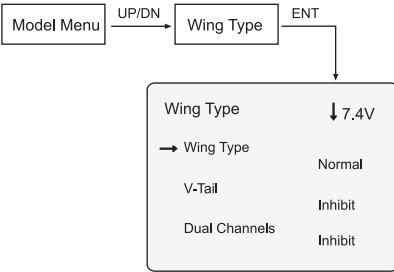 Model Menu
UP/DN
Wing Type
ENT
Wing Type
7.4V
Wing Type
Normal
V-Tail
Inhibit
Dual Channels
Inhibit